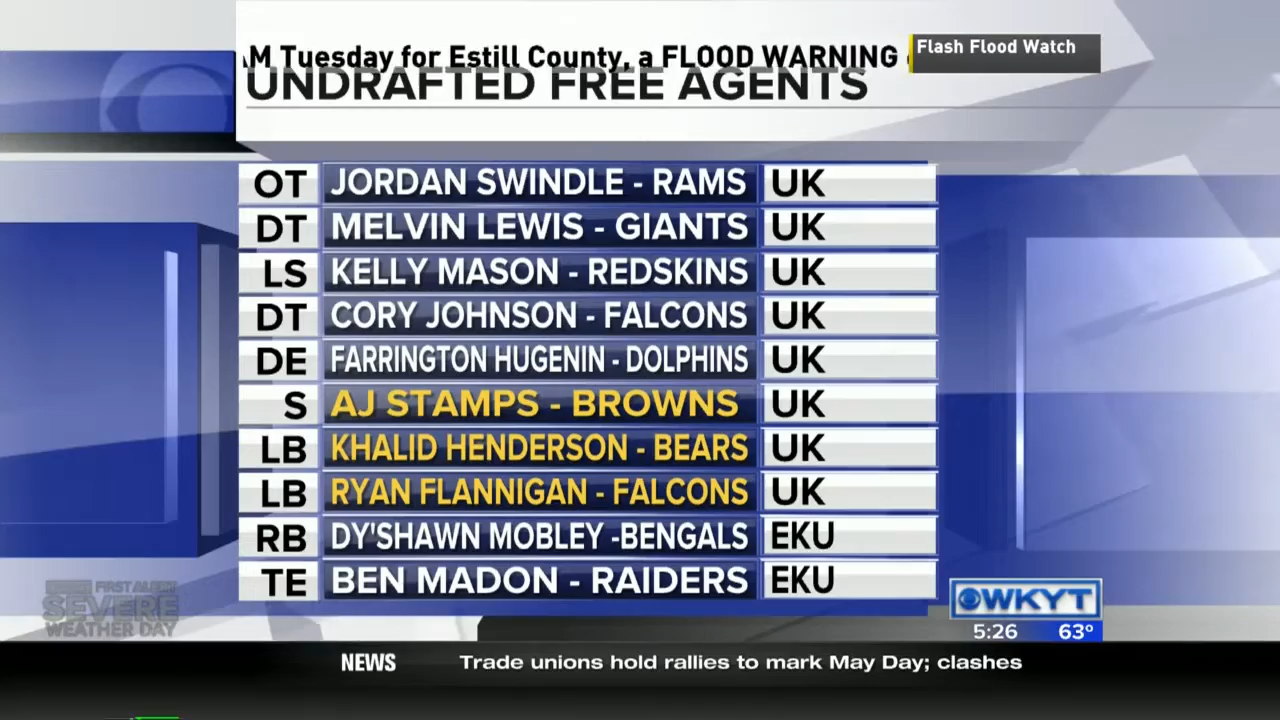 M Tuesday for Estill County, a FLOOD WARNING
Flash Flood Watch
UNDRAFTED FREE AGENTS
OT JORDAN SWINDLE - RAMS UK
DT MELVIN LEWIS - GIANTS UK
LS KELLY MASON - REDSKINS UK
DT CORY JOHNSON - FALCONS UK
DE FARRINGTON HUGENIN - DOLPHINS UK
S AJ STAMPS - BROWNS UK
LB KHALID HENDERSON - BEARS UK
LB RYAN FLANNIGAN - FALCONS UK
RB DY'SHAWN MOBLEY -BENGALS EKU
TE BEN MADON - RAIDERS EKU
FIRST ALERT
SEVERE
WEATHER DAY
WKYT
5:26 63°
NEWS Trade unions hold rallies to mark May Day; clashes